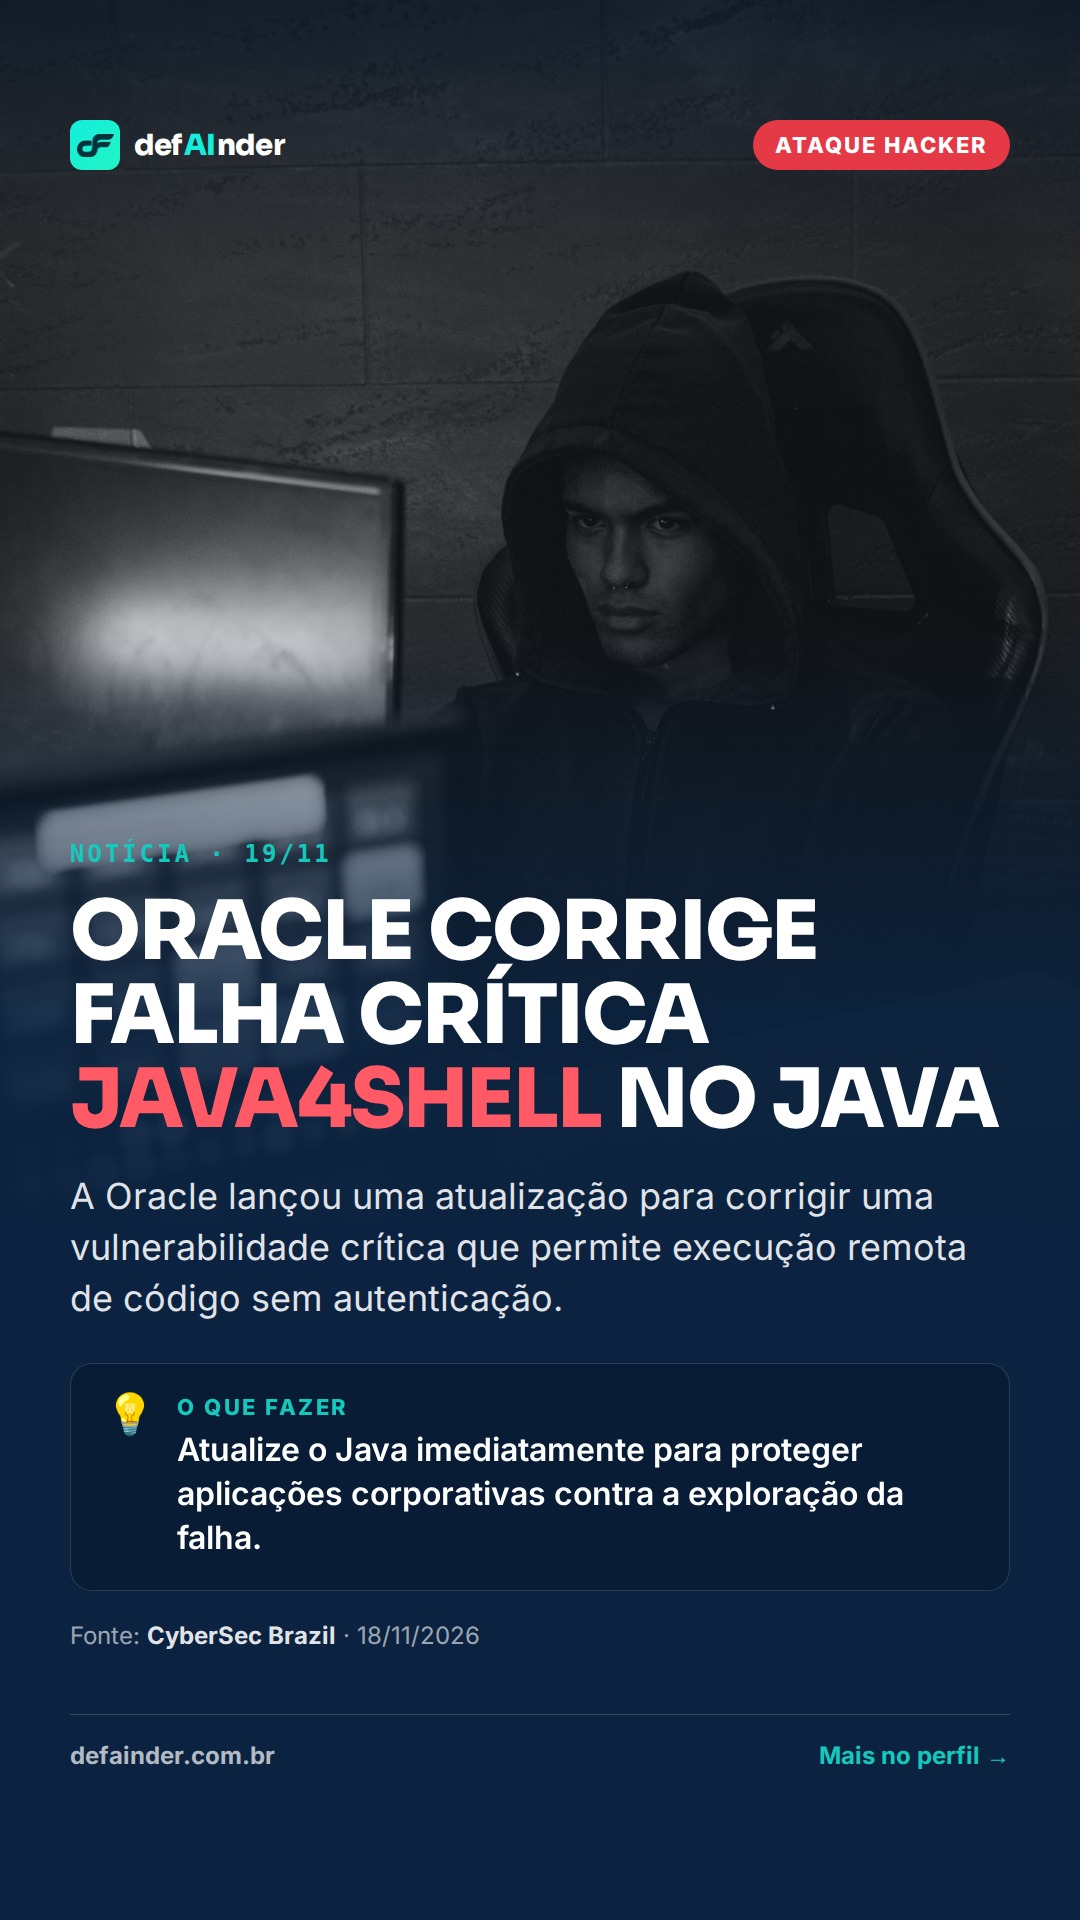 defAInder
ATAQUE HACKER
NOTÍCIA · 19/11
ORACLE CORRIGE
FALHA CRÍTICA
JAVA4SHELL NO JAVA
A Oracle lançou uma atualização para corrigir uma
vulnerabilidade crítica que permite execução remota
de código sem autenticação.
O QUE FAZER
Atualize o Java imediatamente para proteger
aplicações corporativas contra a exploração da
falha.
Fonte: CyberSec Brazil · 18/11/2026
defainder.com.br
Mais no perfil →